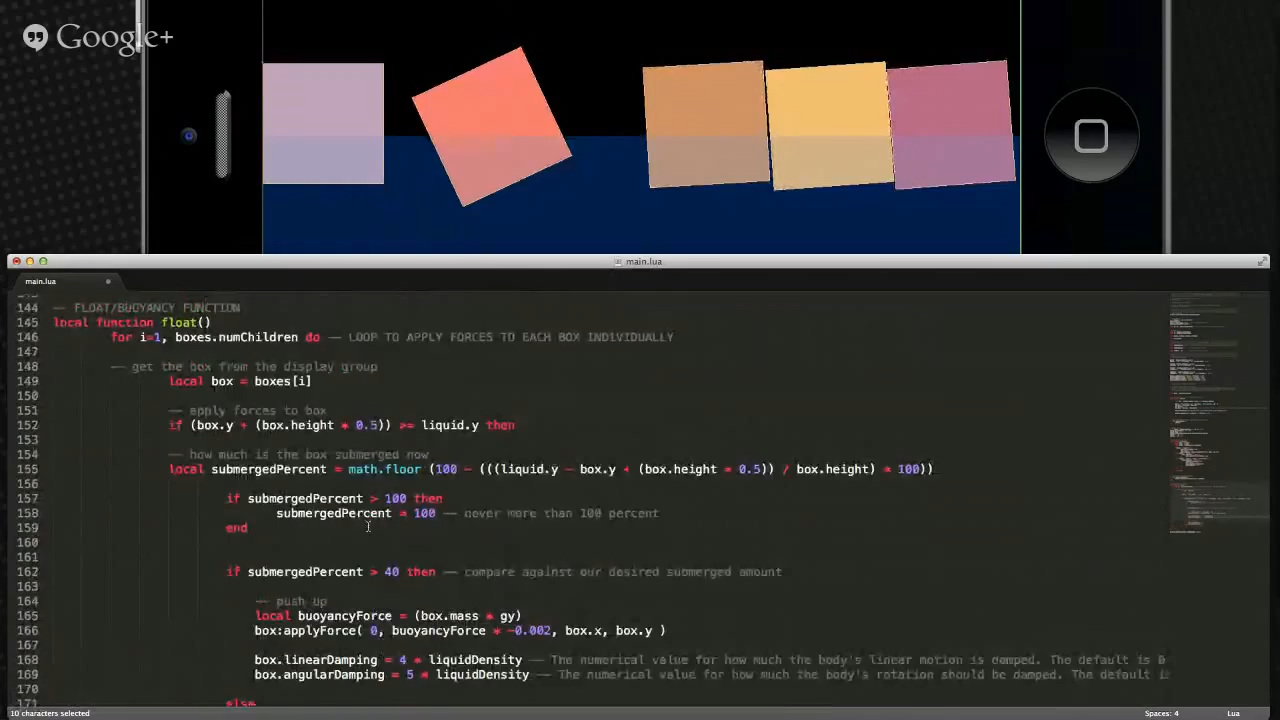 Google+
main.lua
main.lua
144 -- FLOAT/BUOYANCY FUNCTION
145 local function float()
146 for i=1, boxes.numChildren do -- LOOP TO APPLY FORCES TO EACH BOX INDIVIDUALLY
147
148 -- get the box from the display group
149 local box = boxes[i]
150
151 -- apply forces to box
152 if (box.y + (box.height * 0.5)) >= liquid.y then
153
154 -- how much is the box submerged now
155 local submergedPercent = math.floor (100 - (((liquid.y - box.y + (box.height * 0.5)) / box.height) * 100))
156
157 if submergedPercent > 100 then
158 submergedPercent = 100 -- never more than 100 percent
159 end
160
161
162 if submergedPercent > 40 then -- compare against our desired submerged amount
163
164 -- push up
165 local buoyancyForce = (box.mass * gy)
166 box:applyForce( 0, buoyancyForce * -0.002, box.x, box.y )
167
168 box.linearDamping = 4 * liquidDensity -- The numerical value for how much the body's linear motion is damped. The default is
169 box.angularDamping = 5 * liquidDensity -- The numerical value for how much the body's rotation should be damped. The default
170
171 else
10 characters selected
Spaces: 4
Lua